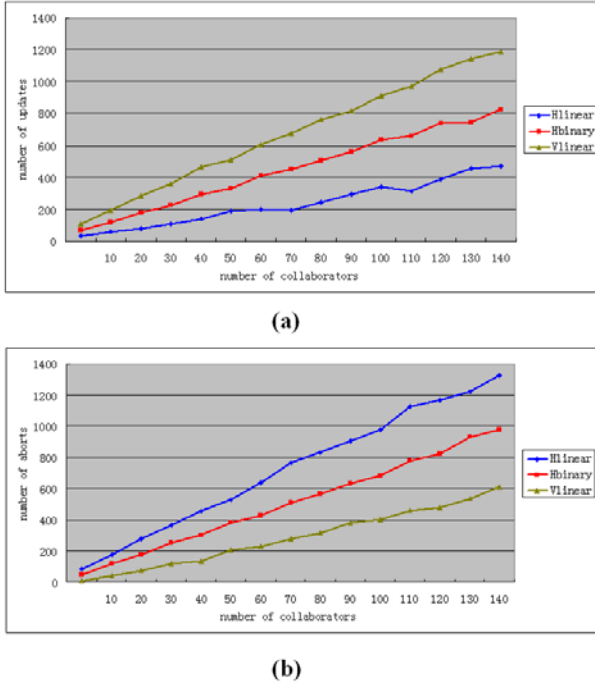 1400
1200
1000
800
600
400
200
0
number of updates
10 20 30 40 50 60 70 80 90 100 110 120 130 140
number of collaborators
Hlinear
Hbinary
Vlinear
(a)
1400
1200
1000
800
600
400
200
0
number of aborts
10 20 30 40 50 60 70 80 90 100 110 120 130 140
number of collaborators
Hlinear
Hbinary
Vlinear
(b)